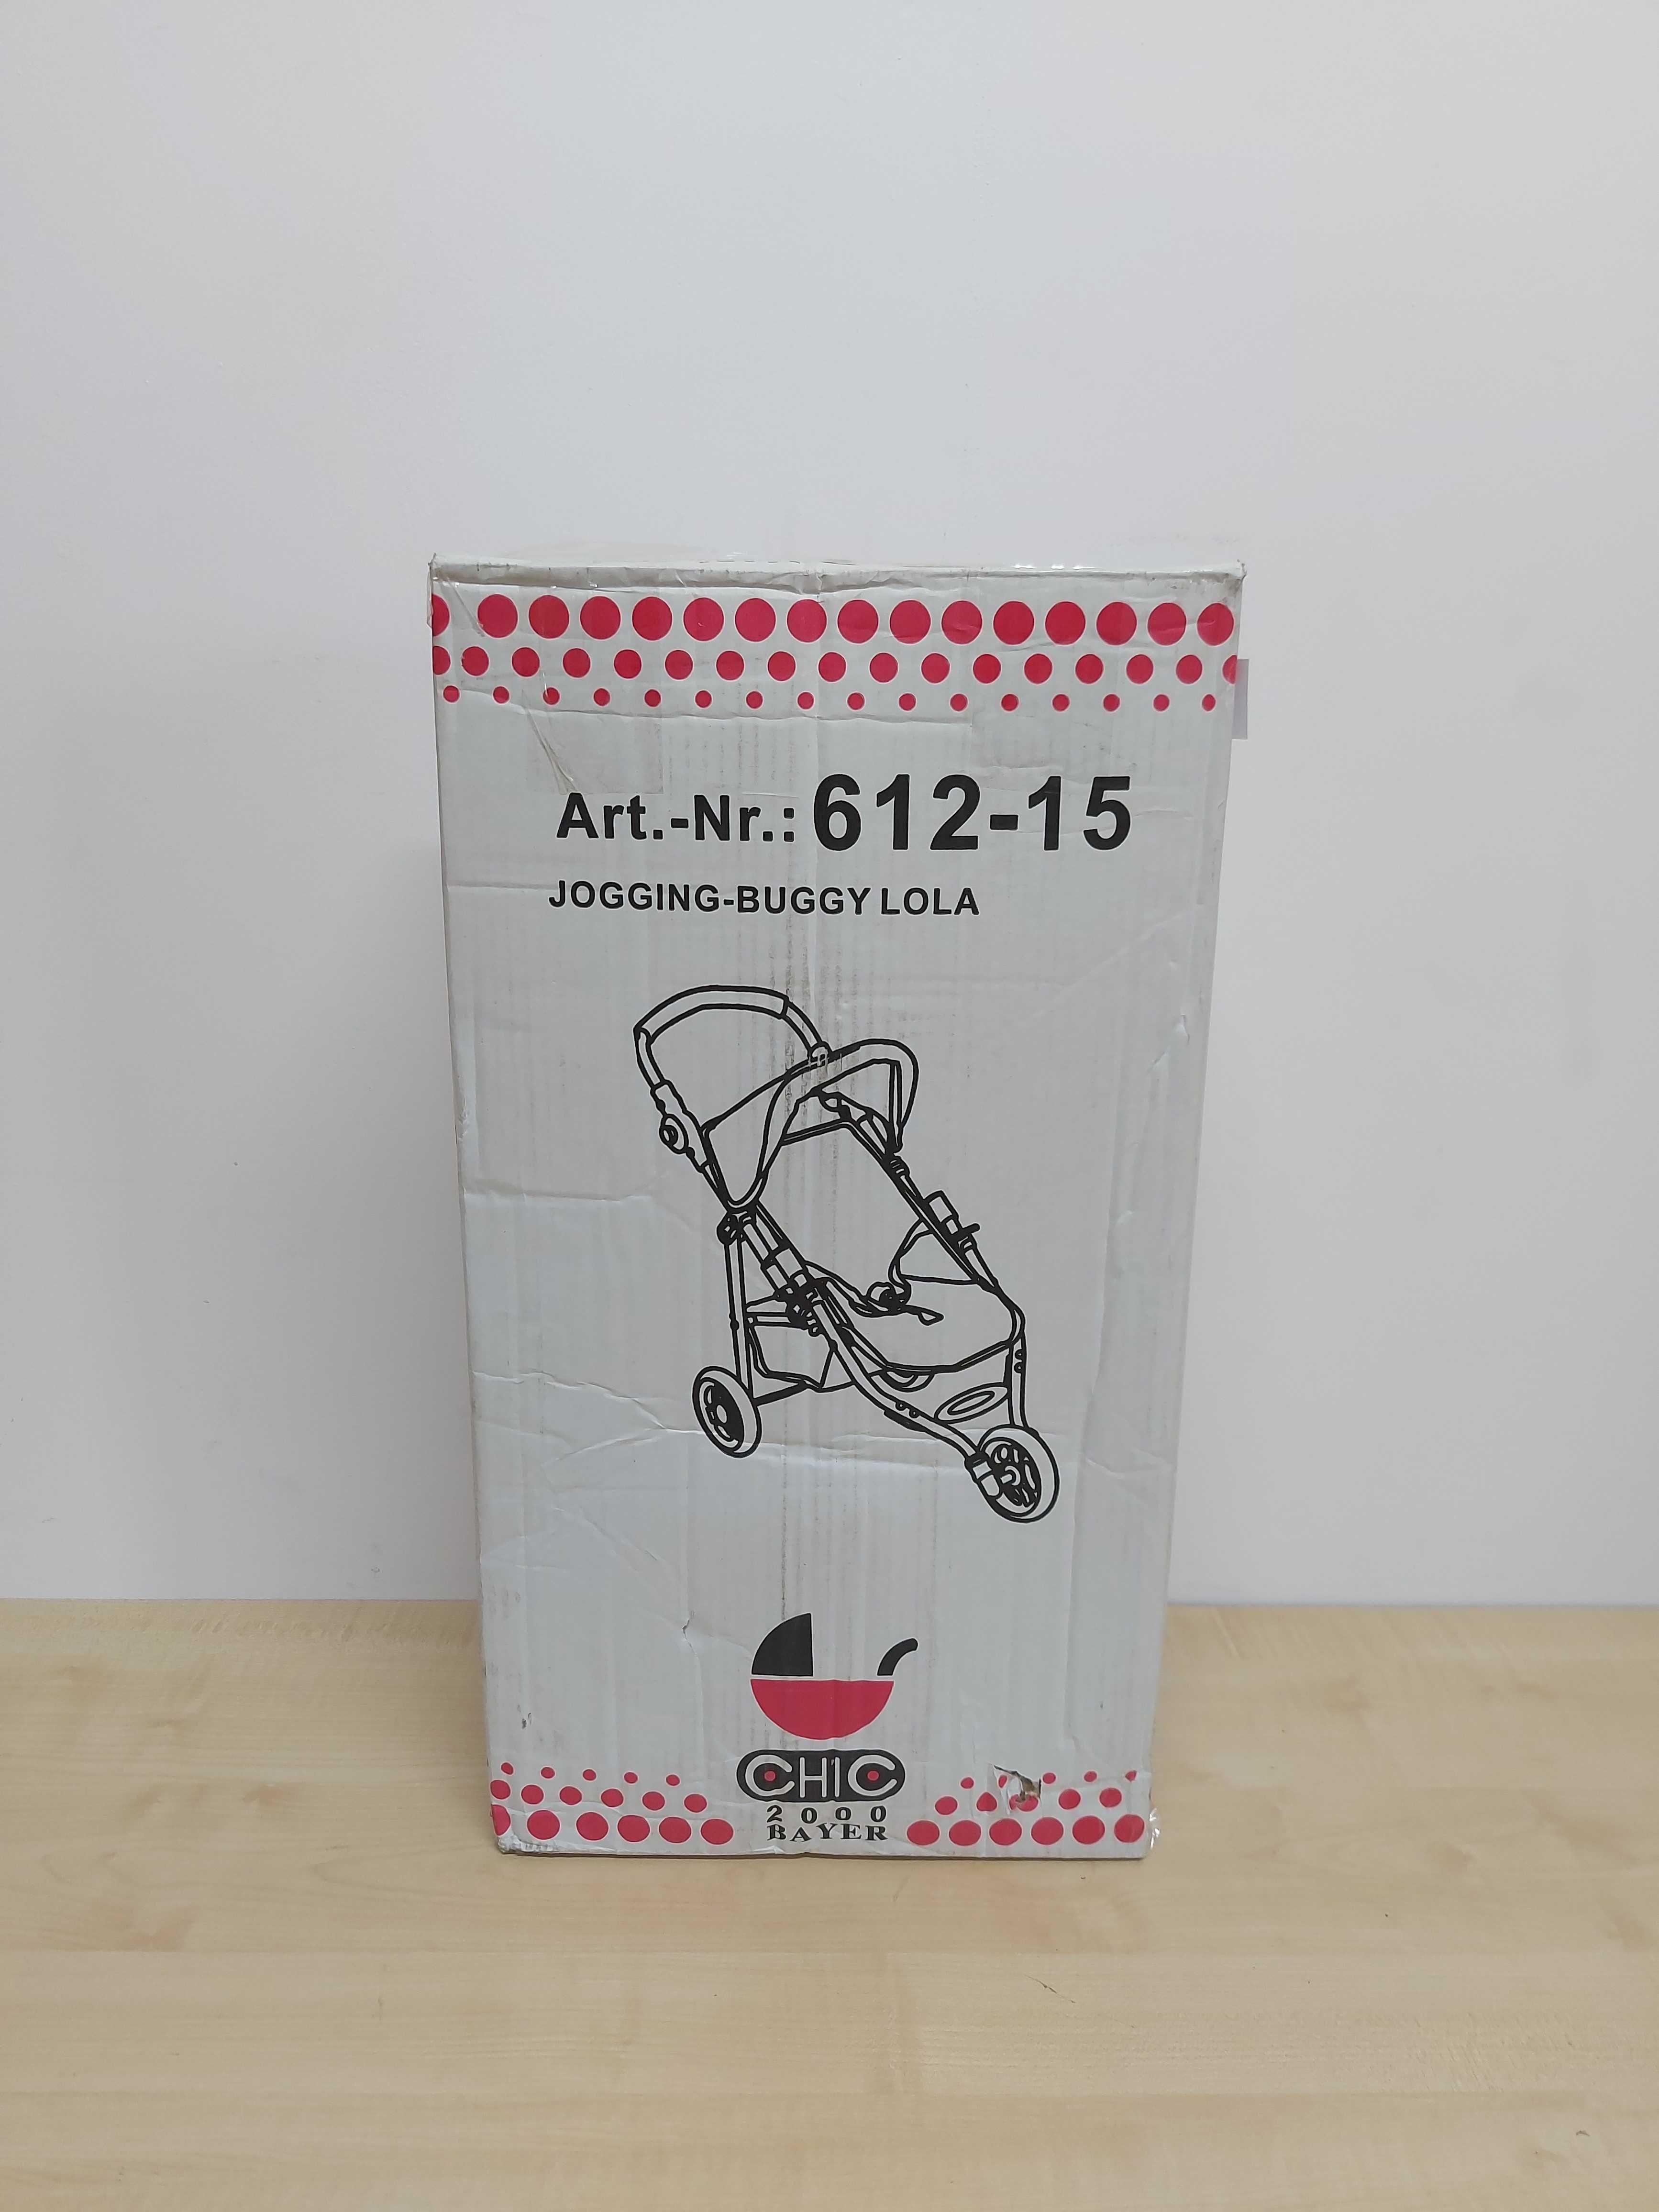 Art.-Nr.: 612-15
JOGGING-BUGGY LOLA
CHIC
2000
BAYER